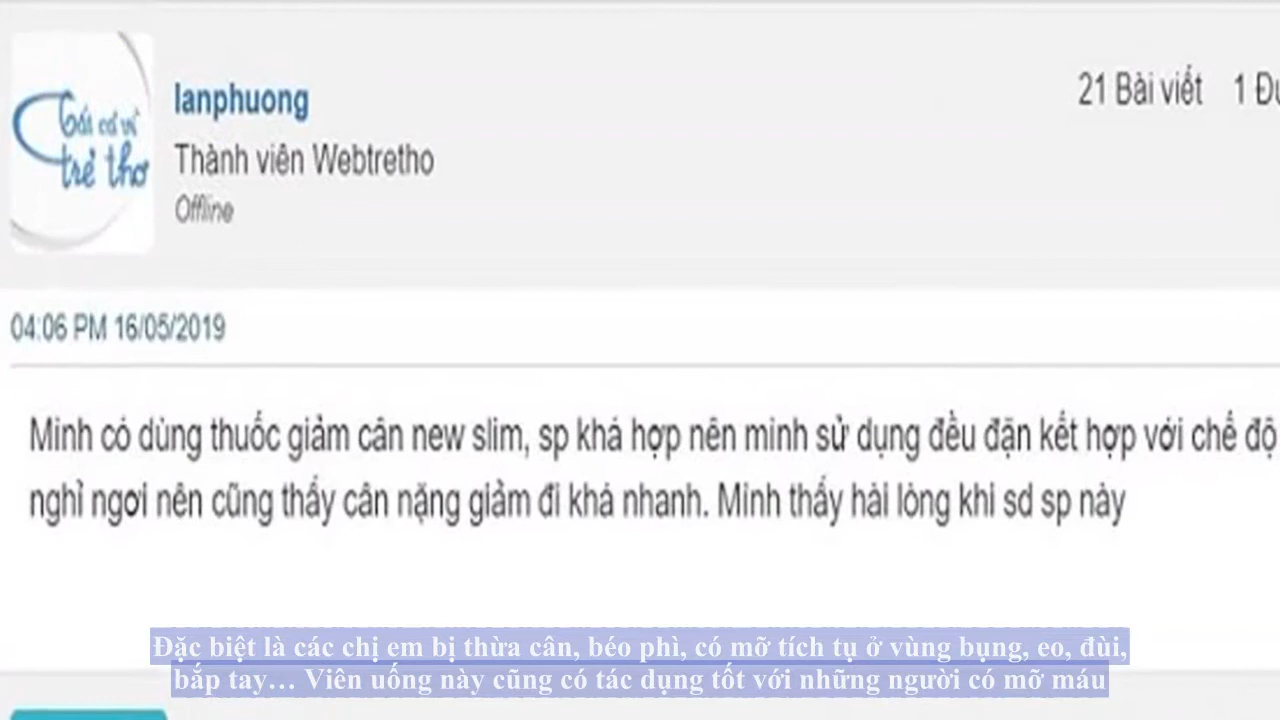 Tất cả vì
trẻ thơ
lanphuong
Thành viên Webtretho
Offline
21 Bài viết 1
04:06 PM 16/05/2019
Mình có dùng thuốc giảm cân new slim, sp khá hợp nên mình sử dụng đều đặn kết hợp với chế độ
nghỉ ngơi nên cũng thấy cân nặng giảm đi khá nhanh. Mình thấy hài lòng khi sd sp này
Đặc biệt là các chị em bị thừa cân, béo phì, có mỡ tích tụ ở vùng bụng, eo, đùi,
bắp tay... Viên uống này cũng có tác dụng tốt với những người có mỡ máu